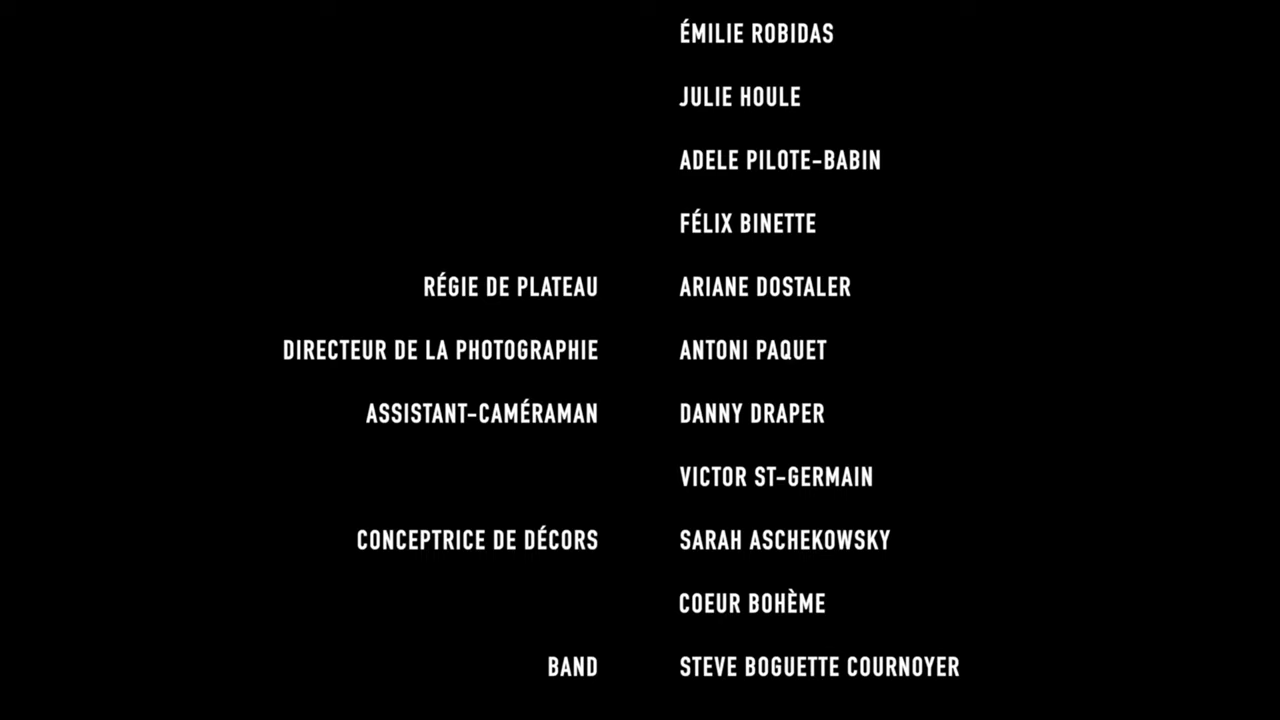 ÉMILIE ROBIDAS
JULIE HOULE
ADELE PILOTE-BABIN
FÉLIX BINETTE
RÉGIE DE PLATEAU ARIANE DOSTALER
DIRECTEUR DE LA PHOTOGRAPHIE ANTONI PAQUET
ASSISTANT-CAMÉRAMAN DANNY DRAPER
VICTOR ST-GERMAIN
CONCEPTRICE DE DÉCORS SARAH ASCHEKOWSKY
COEUR BOHÈME
BAND STEVE BOGUETTE COURNOYER